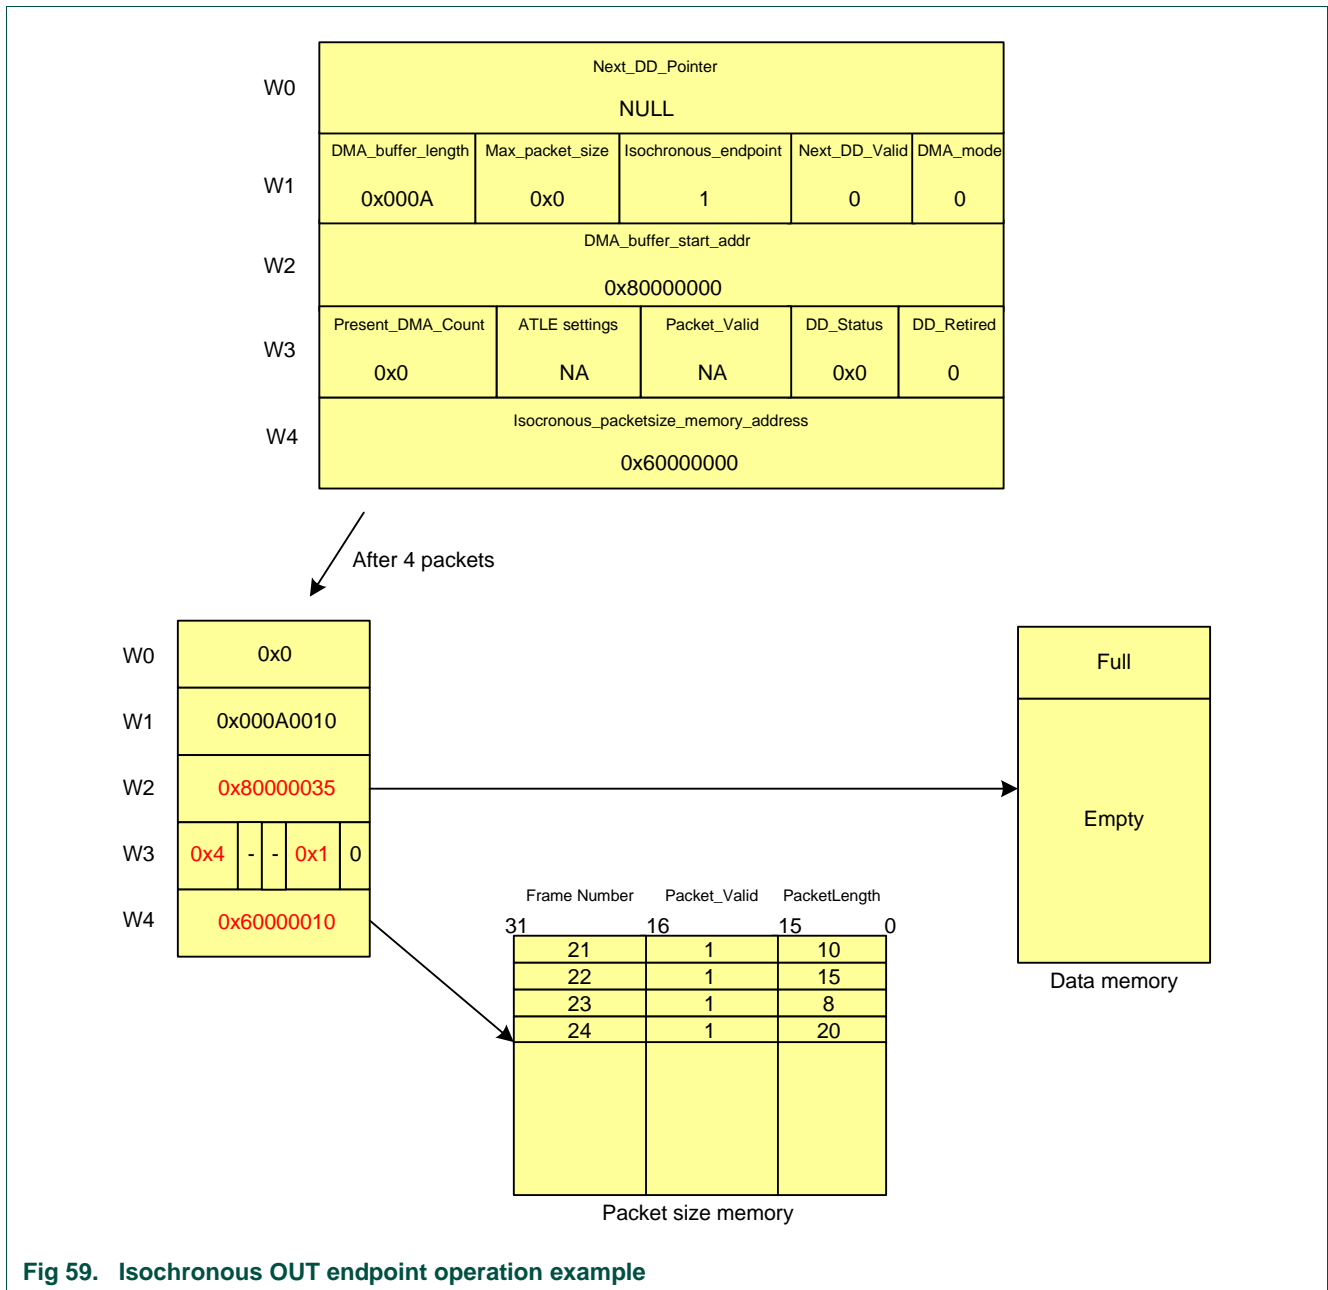 Next_DD_Pointer
W0
NULL
DMA_buffer_length Max_packet_size Isochronous_endpoint Next_DD_Valid DMA_mode
W1
0x000A 0x0 1 0 0
DMA_buffer_start_addr
W2
0x80000000
Present_DMA_Count ATLE settings Packet_Valid DD_Status DD_Retired
W3
0x0 NA NA 0x0 0
Isocronous_packetsize_memory_address
W4
0x60000000
After 4 packets
W0 0x0
W1 0x000A0010
W2 0x80000035
W3 0x4 - - 0x1 0
W4 0x60000010
Full
Empty
Data memory
Frame Number Packet_Valid PacketLength
31 16 15 0
21 1 10
22 1 15
23 1 8
24 1 20
Packet size memory
Fig 59. Isochronous OUT endpoint operation example